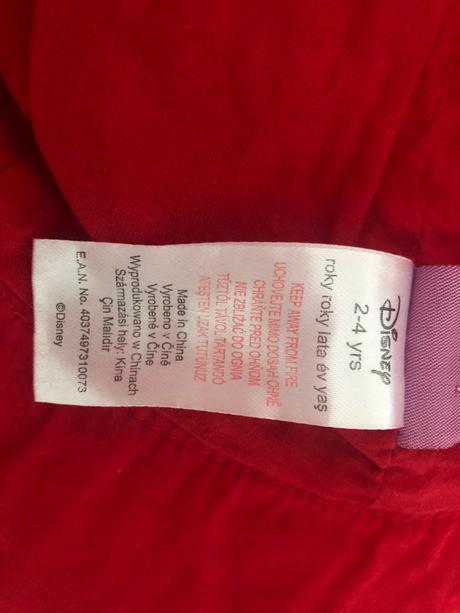 Disney
2-4 yrs
roky roky lata év yaş
KEEP AWAY FROM FIRE
UCHOVEJTE MIMO DOSAH OHNĚ
CHRÁŇTE PRED OHŇOM
NIE ZBLIŻAĆ DO OGNIA
TŰZTŐL TÁVOL TARTANDÓ
ATEŞTEN UZAK TUTUNUZ
Made in China
Vyrobeno v Číně
Vyrobené v Číne
Wyprodukowano w Chinach
Származási hely: Kína
Çin Malıdır
E.A.N. No. 4037497310073
©Disney